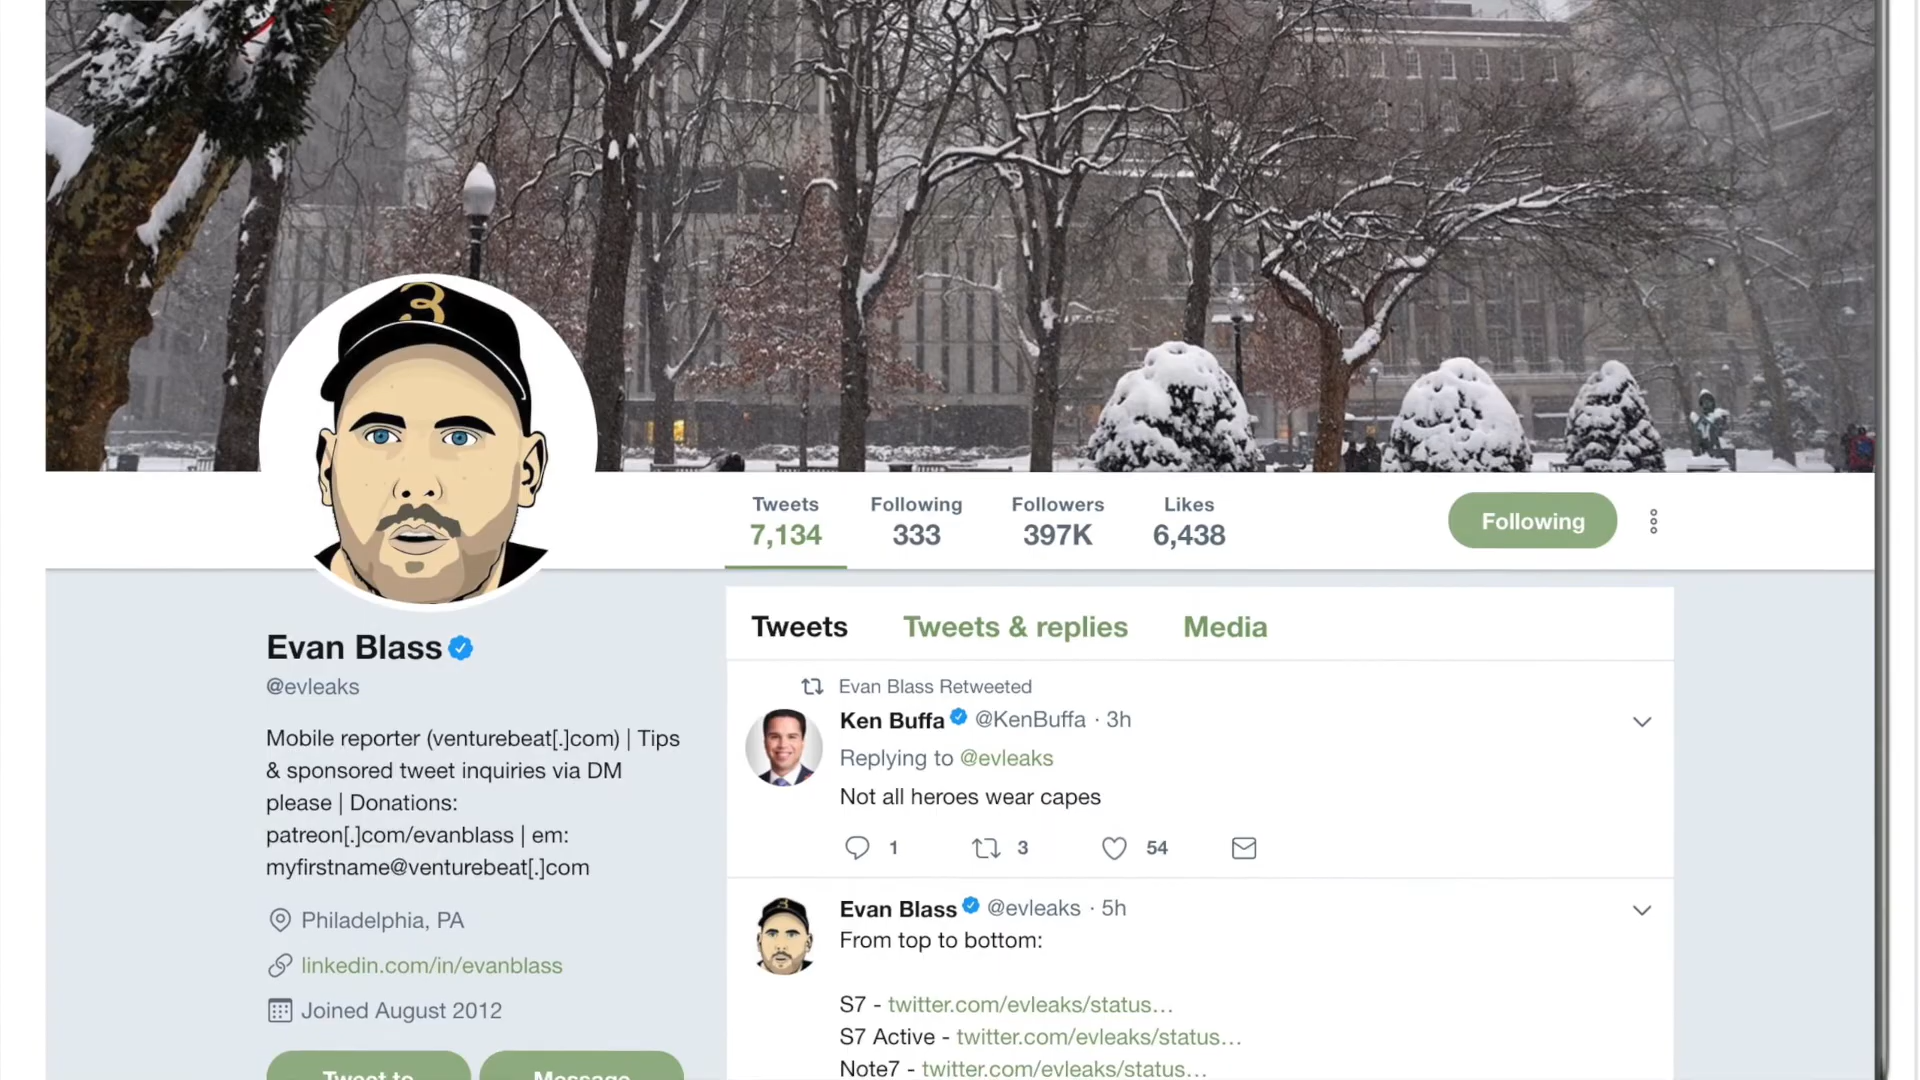 3
Tweets Following Followers Likes
7,134 333 397K 6,438
Following
Evan Blass
@evleaks
Mobile reporter (venturebeat[.]com) | Tips
& sponsored tweet inquiries via DM
please | Donations:
patreon[.]com/evanblass | em:
myfirstname@venturebeat[.]com
Philadelphia, PA
linkedin.com/in/evanblass
Joined August 2012
Tweet to Message
Tweets Tweets & replies Media
Evan Blass Retweeted
Ken Buffa @KenBuffa · 3h
Replying to @evleaks
Not all heroes wear capes
1 3 54
Evan Blass @evleaks · 5h
From top to bottom:
S7 - twitter.com/evleaks/status…
S7 Active - twitter.com/evleaks/status…
Note7 - twitter.com/evleaks/status…